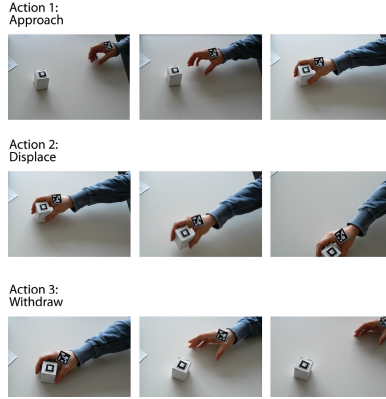 Action 1:
Approach
Action 2:
Displace
Action 3:
Withdraw